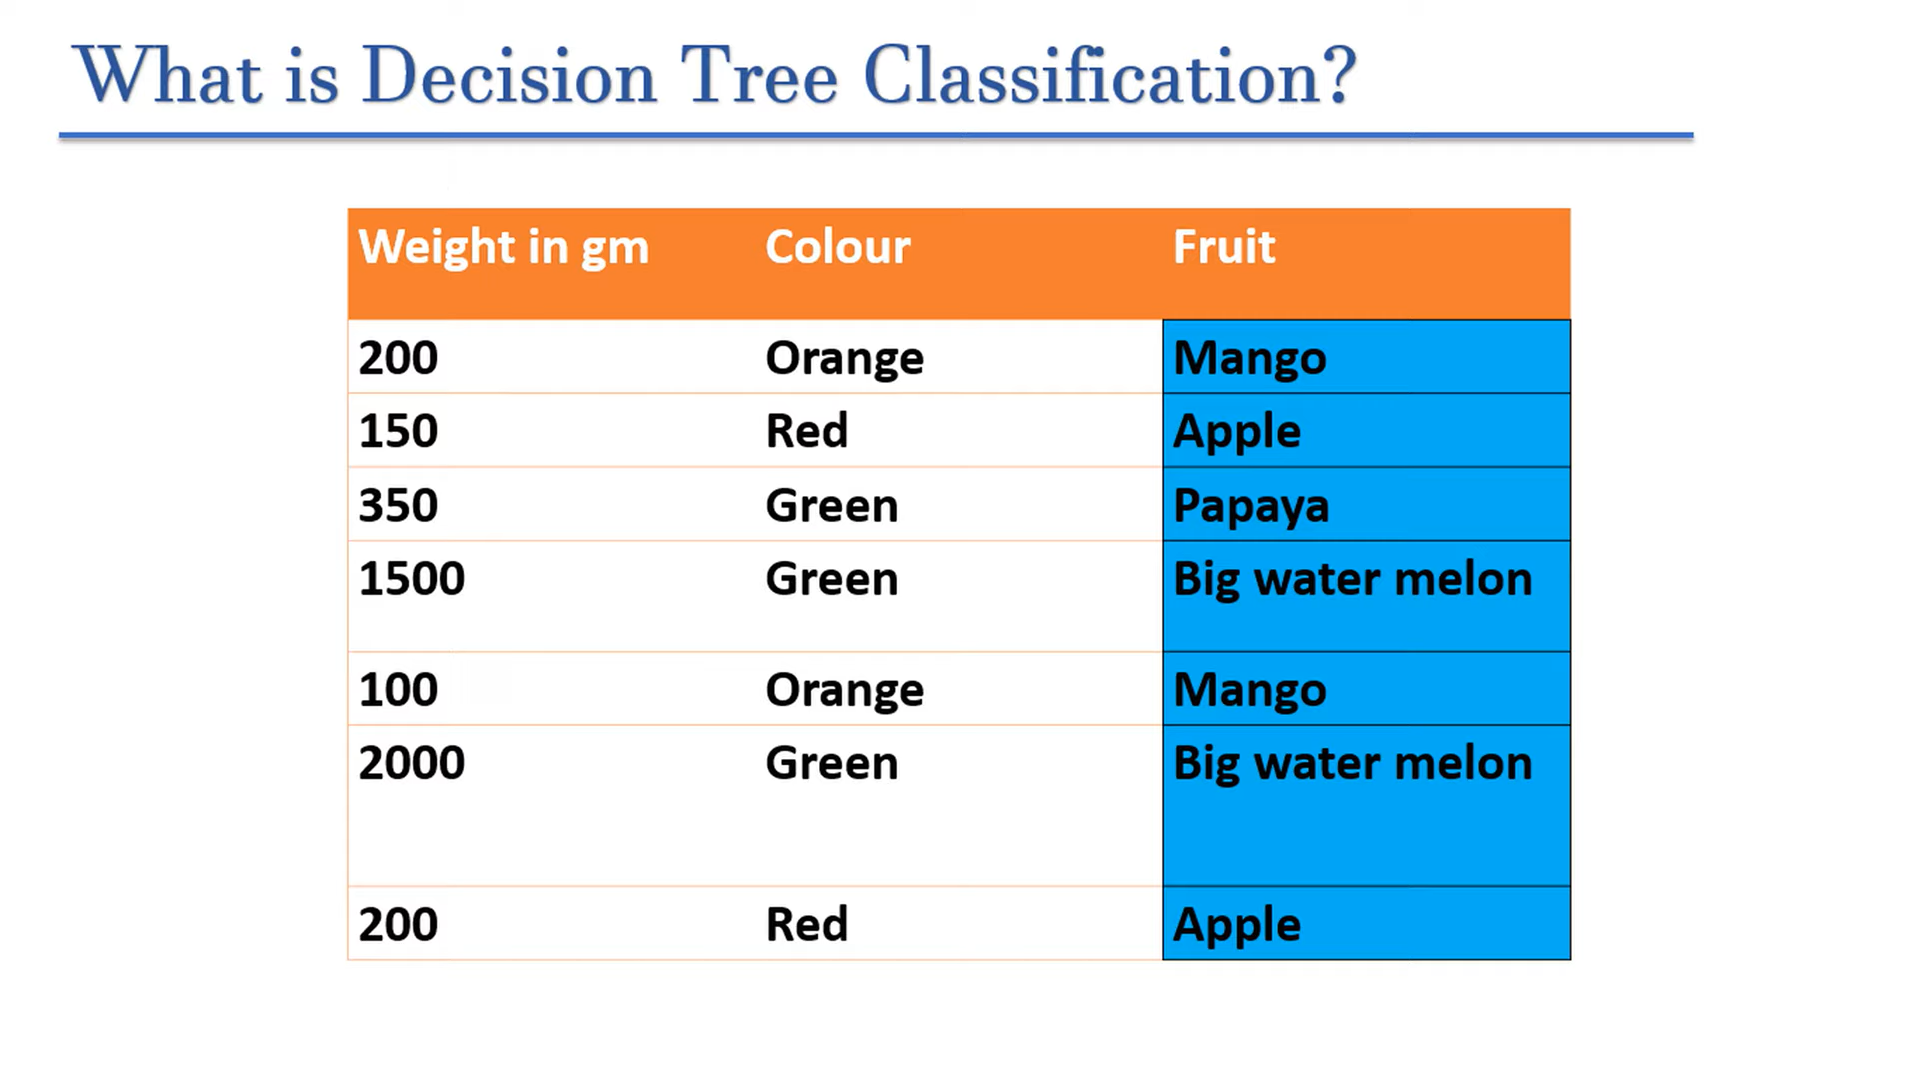 What is Decision Tree Classification?
Weight in gm Colour Fruit
200 Orange Mango
150 Red Apple
350 Green Papaya
1500 Green Big water melon
100 Orange Mango
2000 Green Big water melon
200 Red Apple